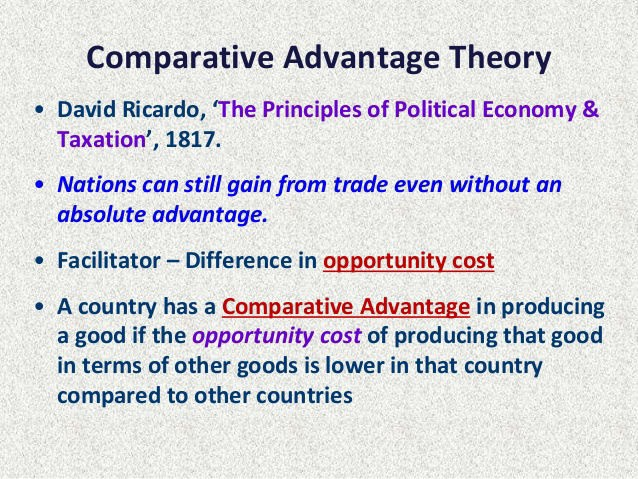 Comparative Advantage Theory
• David Ricardo, ‘The Principles of Political Economy &
Taxation’, 1817.
• Nations can still gain from trade even without an
absolute advantage.
• Facilitator – Difference in opportunity cost
• A country has a Comparative Advantage in producing
a good if the opportunity cost of producing that good
in terms of other goods is lower in that country
compared to other countries